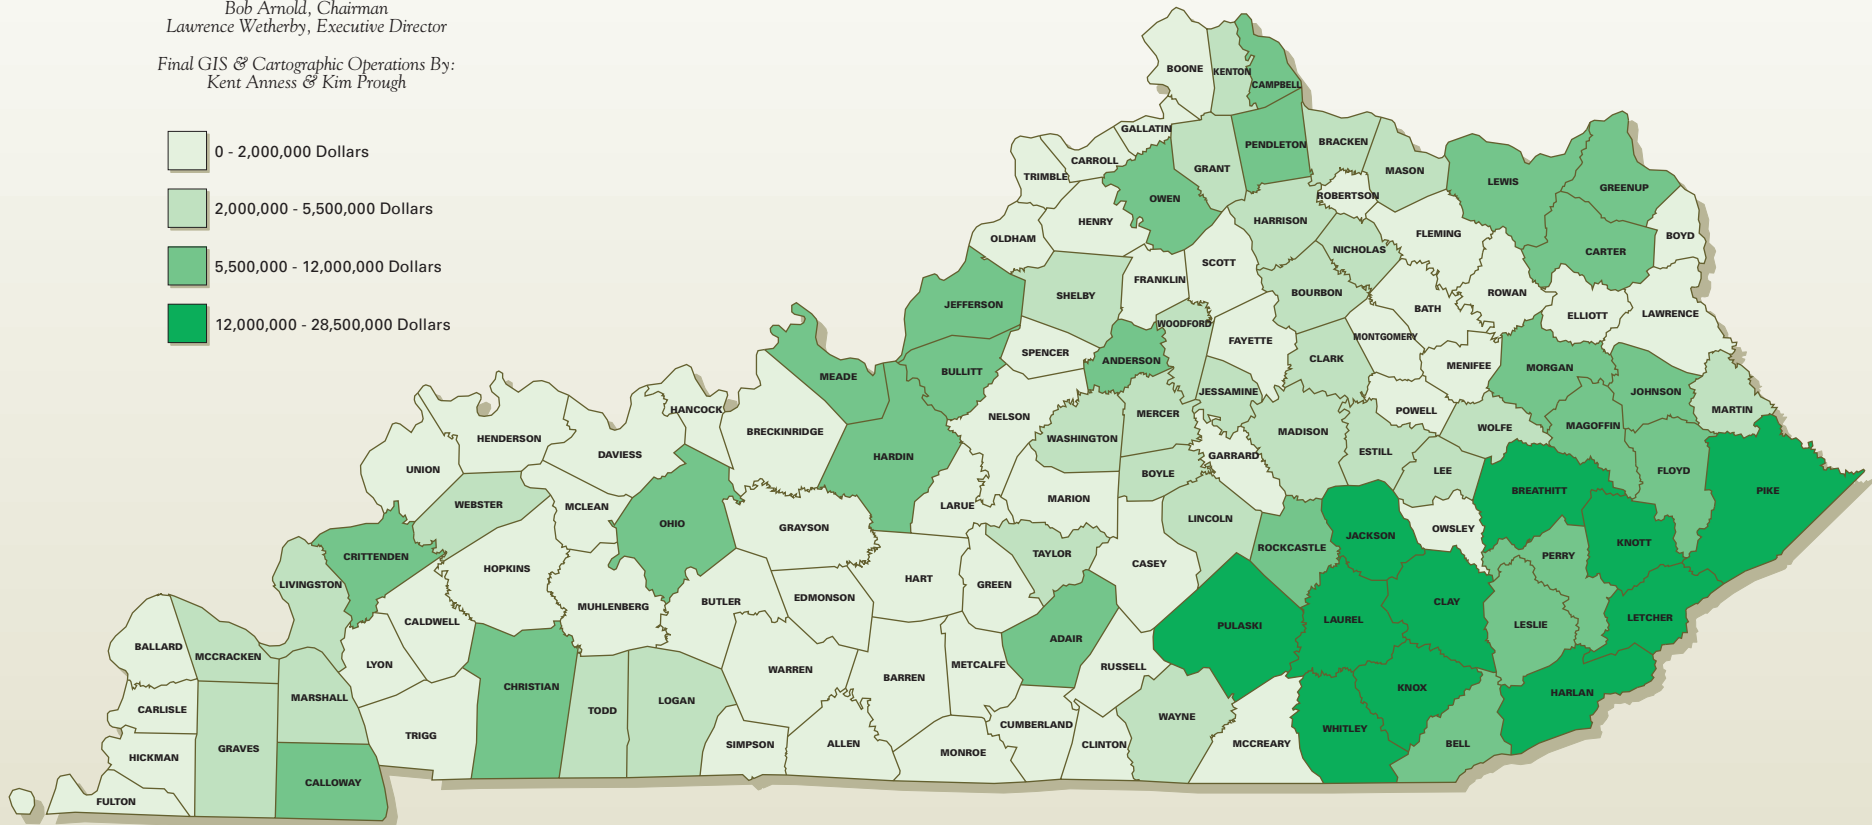 Bob Arnold, Chairman
Lawrence Wetherby, Executive Director
Final GIS & Cartographic Operations By:
Kent Anness & Kim Prough
0 - 2,000,000 Dollars
2,000,000 - 5,500,000 Dollars
5,500,000 - 12,000,000 Dollars
12,000,000 - 28,500,000 Dollars
BOONE
KENTON
CAMPBELL
GALLATIN
CARROLL
TRIMBLE
GRANT
PENDLETON
BRACKEN
MASON
ROBERTSON
LEWIS
GREENUP
OWEN
HENRY
OLDHAM
HARRISON
NICHOLAS
FLEMING
CARTER
BOYD
SCOTT
FRANKLIN
SHELBY
JEFFERSON
BOURBON
BATH
ROWAN
ELLIOTT
LAWRENCE
WOODFORD
FAYETTE
MONTGOMERY
CLARK
MENIFEE
MORGAN
JOHNSON
MARTIN
SPENCER
ANDERSON
BULLITT
MEADE
JESSAMINE
POWELL
WOLFE
MAGOFFIN
HANCOCK
BRECKINRIDGE
HARDIN
NELSON
WASHINGTON
MERCER
MADISON
ESTILL
LEE
BREATHITT
FLOYD
PIKE
HENDERSON
DAVIESS
UNION
WEBSTER
MCLEAN
OHIO
GRAYSON
LARUE
MARION
BOYLE
GARRARD
LINCOLN
ROCKCASTLE
JACKSON
OWSLEY
PERRY
KNOTT
CRITTENDEN
LIVINGSTON
HOPKINS
MUHLENBERG
BUTLER
EDMONSON
HART
GREEN
TAYLOR
CASEY
PULASKI
LAUREL
CLAY
LESLIE
LETCHER
BALLARD
MCCRACKEN
CALDWELL
LYON
CHRISTIAN
TODD
LOGAN
WARREN
BARREN
METCALFE
ADAIR
RUSSELL
KNOX
HARLAN
CARLISLE
MARSHALL
GRAVES
HICKMAN
FULTON
CALLOWAY
TRIGG
SIMPSON
ALLEN
MONROE
CUMBERLAND
CLINTON
WAYNE
MCCREARY
WHITLEY
BELL